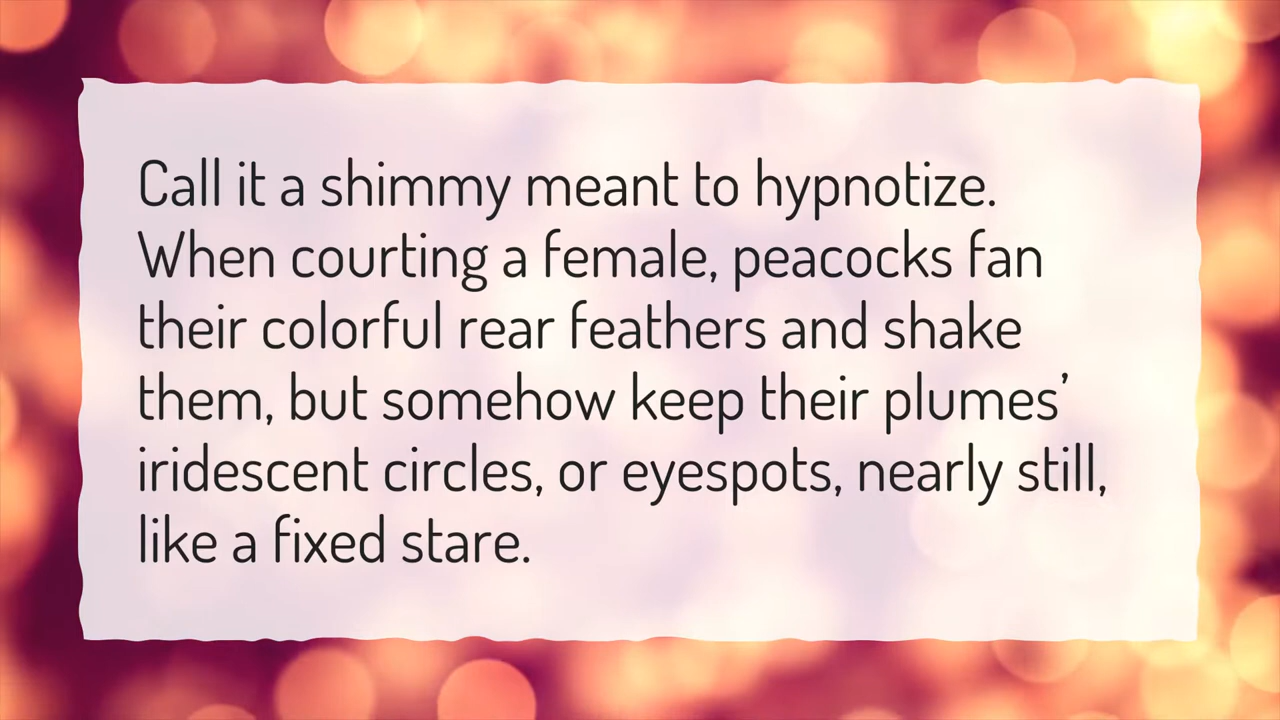 Call it a shimmy meant to hypnotize.
When courting a female, peacocks fan
their colorful rear feathers and shake
them, but somehow keep their plumes’
iridescent circles, or eyespots, nearly still,
like a fixed stare.